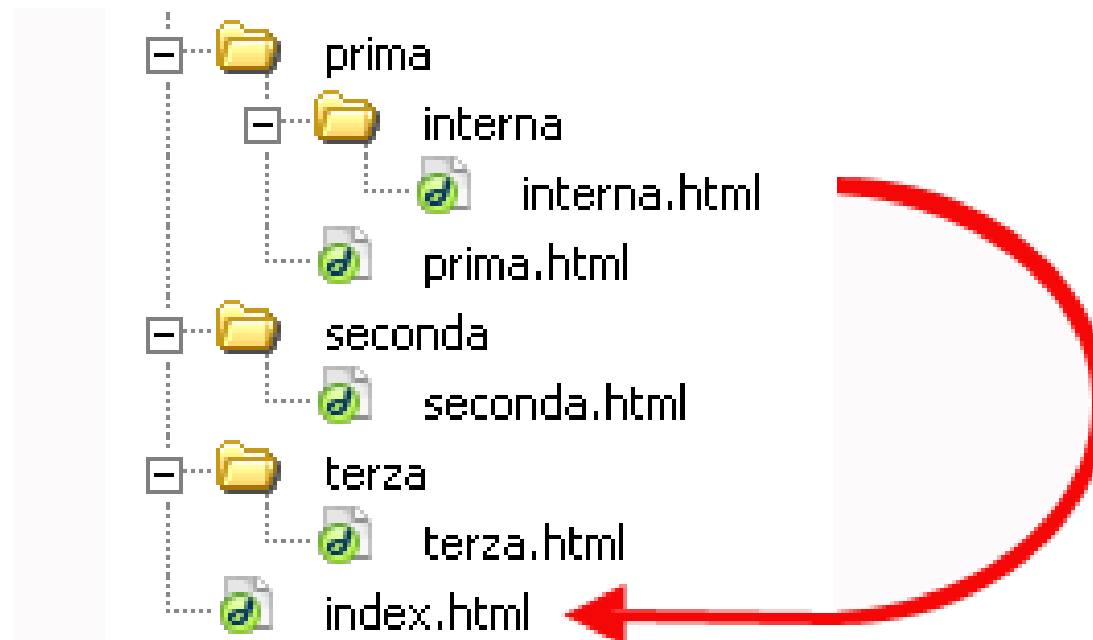 prima
interna
interna.html
prima.html
seconda
seconda.html
terza
terza.html
index.html